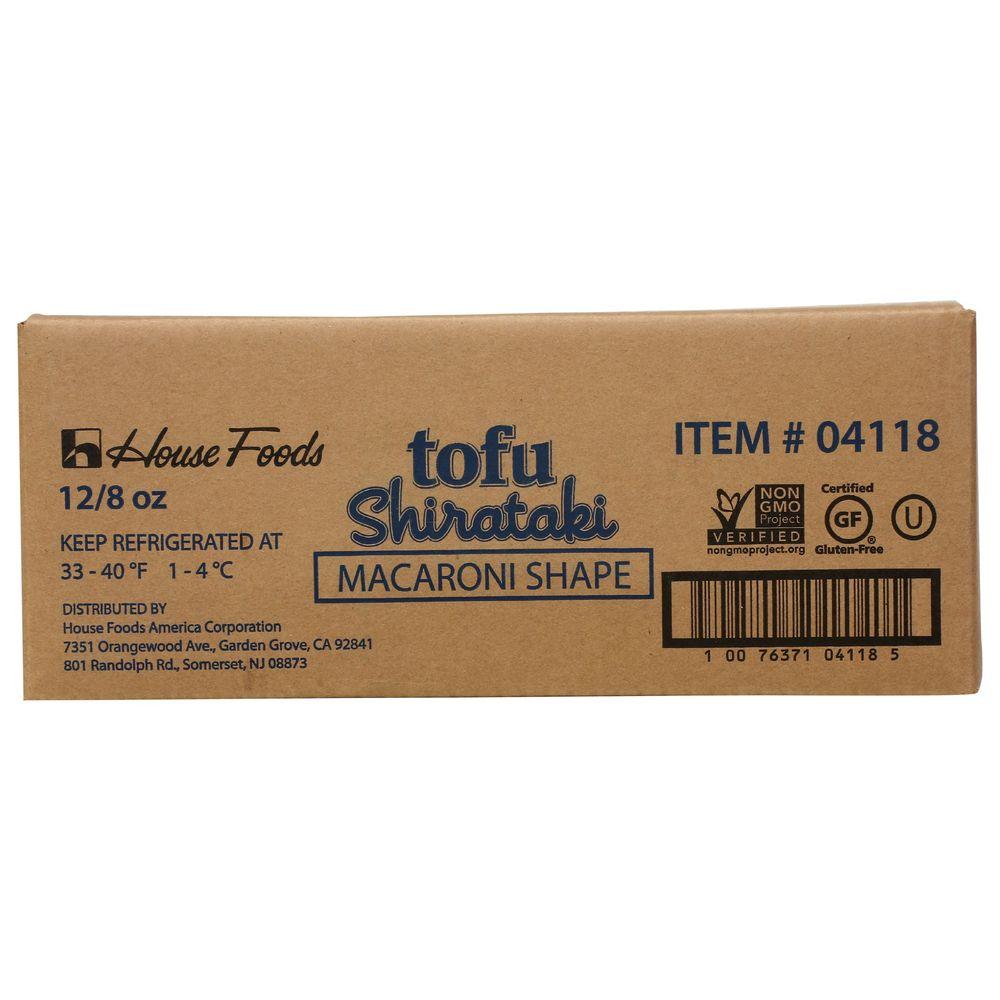 House Foods
12/8 oz
KEEP REFRIGERATED AT
33 - 40 °F 1 - 4 °C
DISTRIBUTED BY
House Foods America Corporation
7351 Orangewood Ave., Garden Grove, CA 92841
801 Randolph Rd., Somerset, NJ 08873
tofu
Shirataki
MACARONI SHAPE
ITEM # 04118
NON
GMO
Project
VERIFIED
nongmoproject.org
Certified
GF
®
Gluten-Free
U
1 00 76371 04118 5